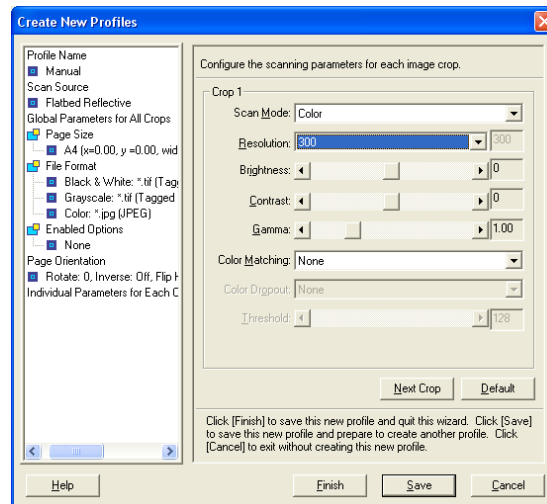 Create New Profiles
Profile Name
Manual
Scan Source
Flatbed Reflective
Global Parameters for All Crops
Page Size
A4 (x=0.00, y =0.00, wid
File Format
Black & White: *.tif (Tagg
Grayscale: *.tif (Tagged
Color: *.jpg (JPEG)
Enabled Options
None
Page Orientation
Rotate: 0, Inverse: Off, Flip H
Individual Parameters for Each C
Configure the scanning parameters for each image crop.
Crop 1
Scan Mode: Color
Resolution: 300 300
Brightness: 0
Contrast: 0
Gamma: 1.00
Color Matching: None
Color Dropout: None
Threshold: 128
Next Crop Default
Click [Finish] to save this new profile and quit this wizard. Click [Save]
to save this new profile and prepare to create another profile. Click
[Cancel] to exit without creating this new profile.
Help Finish Save Cancel